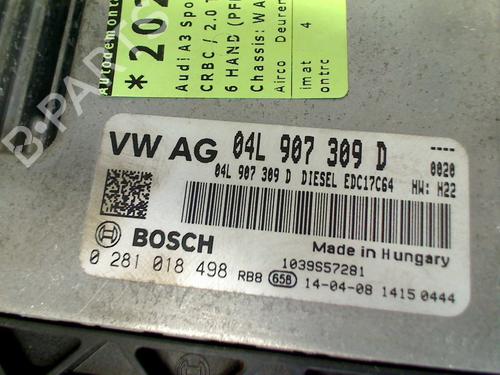 Autodemonta
*202
Audi A3 Spo
CRBC / 2.0 T
6 HAND (PF
Chassis: WA
Airco Deuren
4
imat
ontrc
B-PARTS
VW AG 04L 907 309 D
----
0020
04L 907 309 D DIESEL EDC17C64 HW: H22
BOSCH
Made in Hungary
0 281 018 498 RB8 658
1039S57281
14-04-08 1415 0444